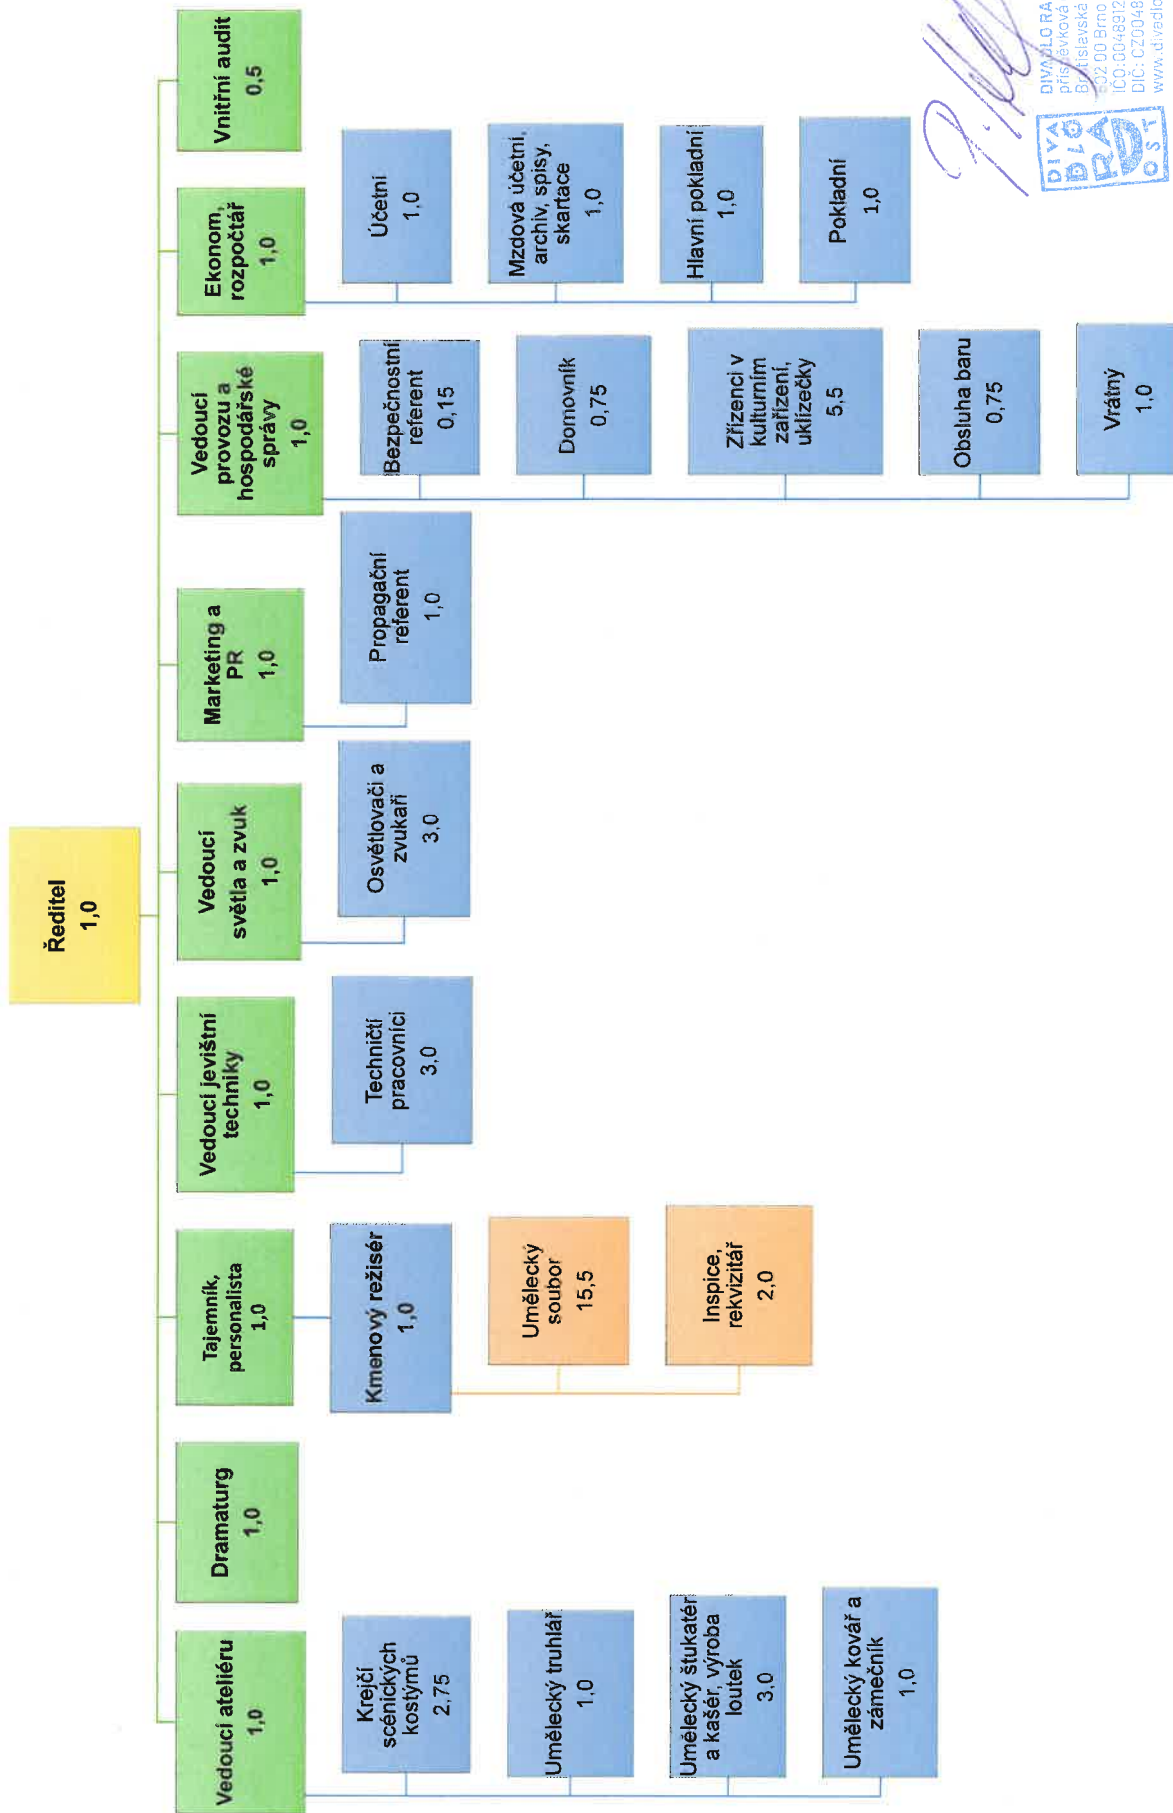 Ředitel
1,0
Vedoucí ateliéru
1,0
Dramaturg
1,0
Tajemník,
personalista
1,0
Vedoucí jevištní
techniky
1,0
Vedoucí
světla a zvuk
1,0
Marketing a
PR
1,0
Vedoucí
provozu a
hospodářské
správy
1,0
Ekonom,
rozpočtář
1,0
Vnitřní audit
0,5
Krejčí
scénických
kostýmů
2,75
Umělecký truhlář
1,0
Umělecký štukatér
a kašér, výroba
loutek
3,0
Umělecký kovář a
zámečník
1,0
Kmenový režisér
1,0
Umělecký
soubor
15,5
Inspice,
rekvizitář
2,0
Techničtí
pracovníci
3,0
Osvětlovači a
zvukaři
3,0
Propagační
referent
1,0
Bezpečnostní
referent
0,15
Domovník
0,75
Zřízenci v
kulturním
zařízení,
uklízečky
5,5
Obsluha baru
0,75
Vrátný
1,0
Účetní
1,0
Mzdová účetní,
archiv, spisy,
skartace
1,0
Hlavní pokladní
1,0
Pokladní
1,0
DIVA
DLO
RAD
OST
DIVADLO RA
příspěvková
Bratislavská
602 00 Brno
IČO:0048912
DIČ: CZ0048
www.divadlo